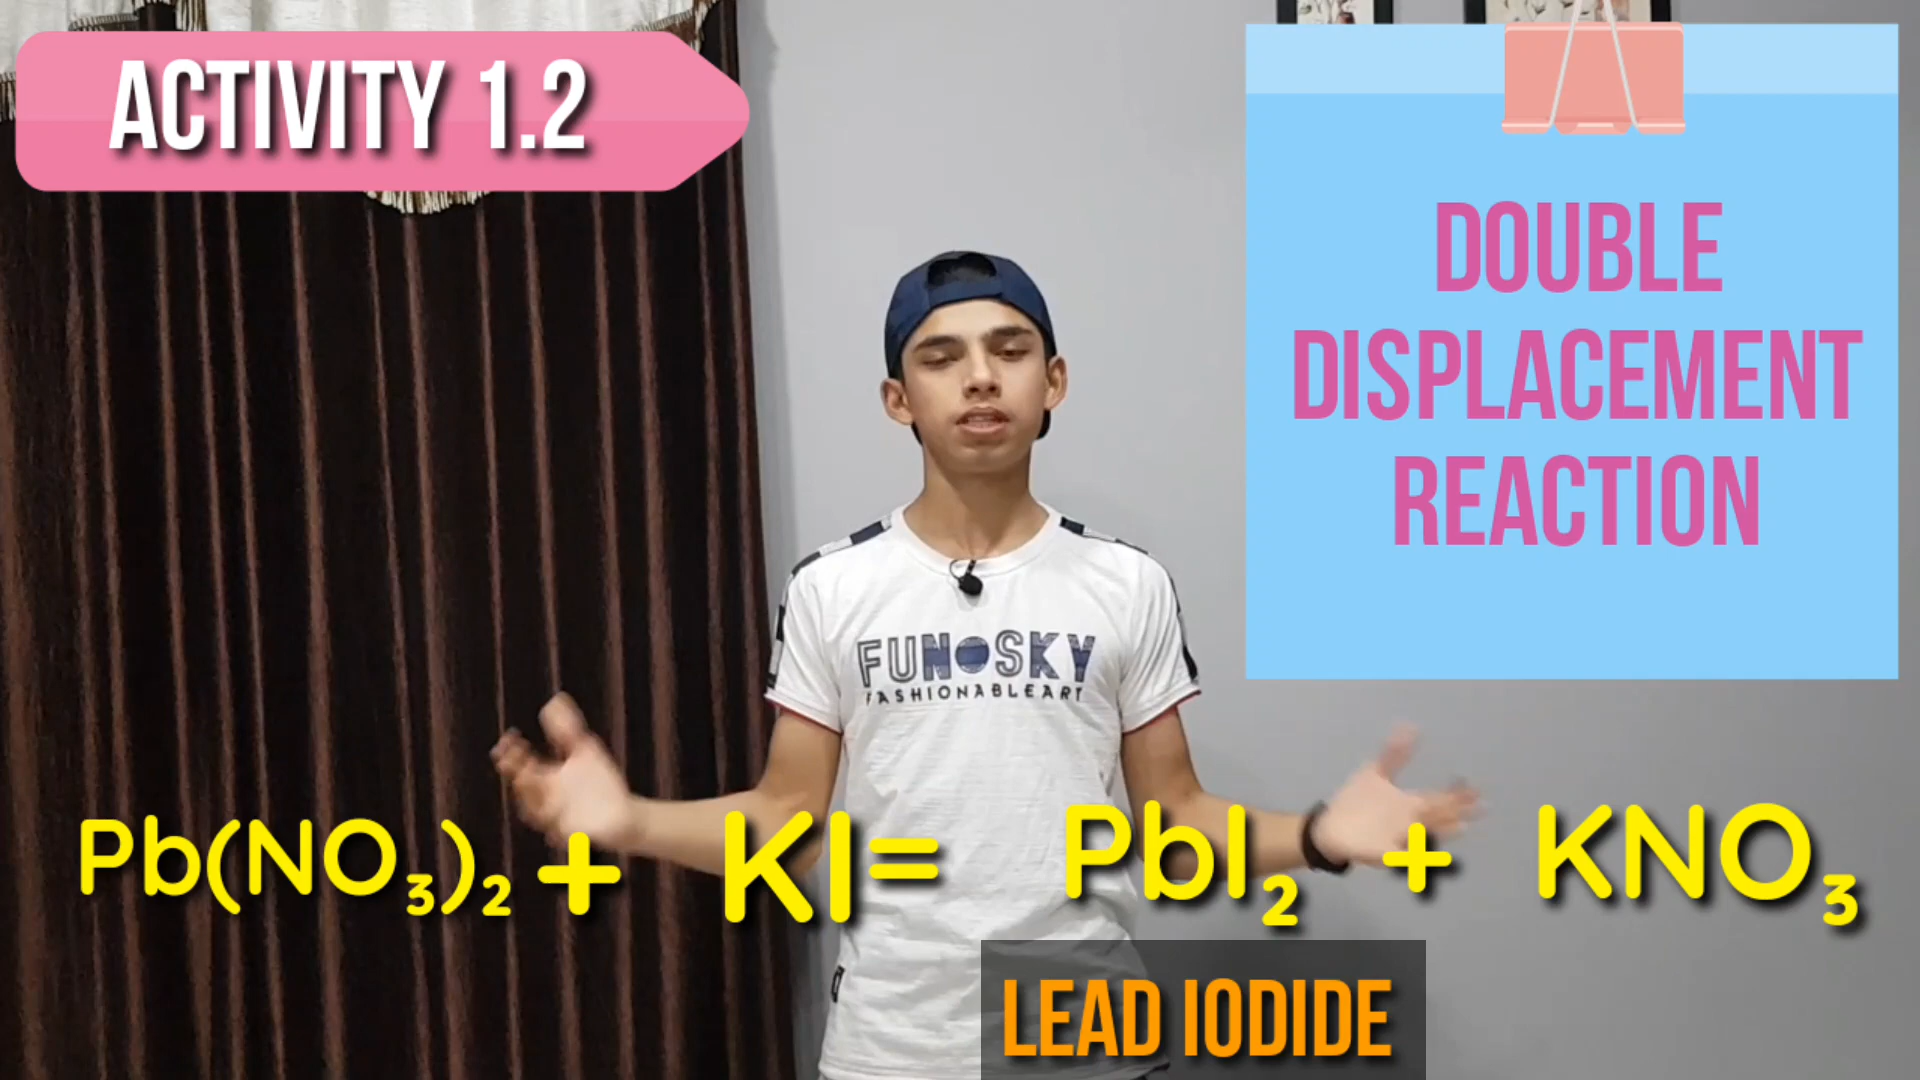 ACTIVITY 1.2
DOUBLE
DISPLACEMENT
REACTION
FUNOSKY
FASHIONABLEART
Pb(NO₃)₂ + KI = PbI₂ + KNO₃
LEAD IODIDE